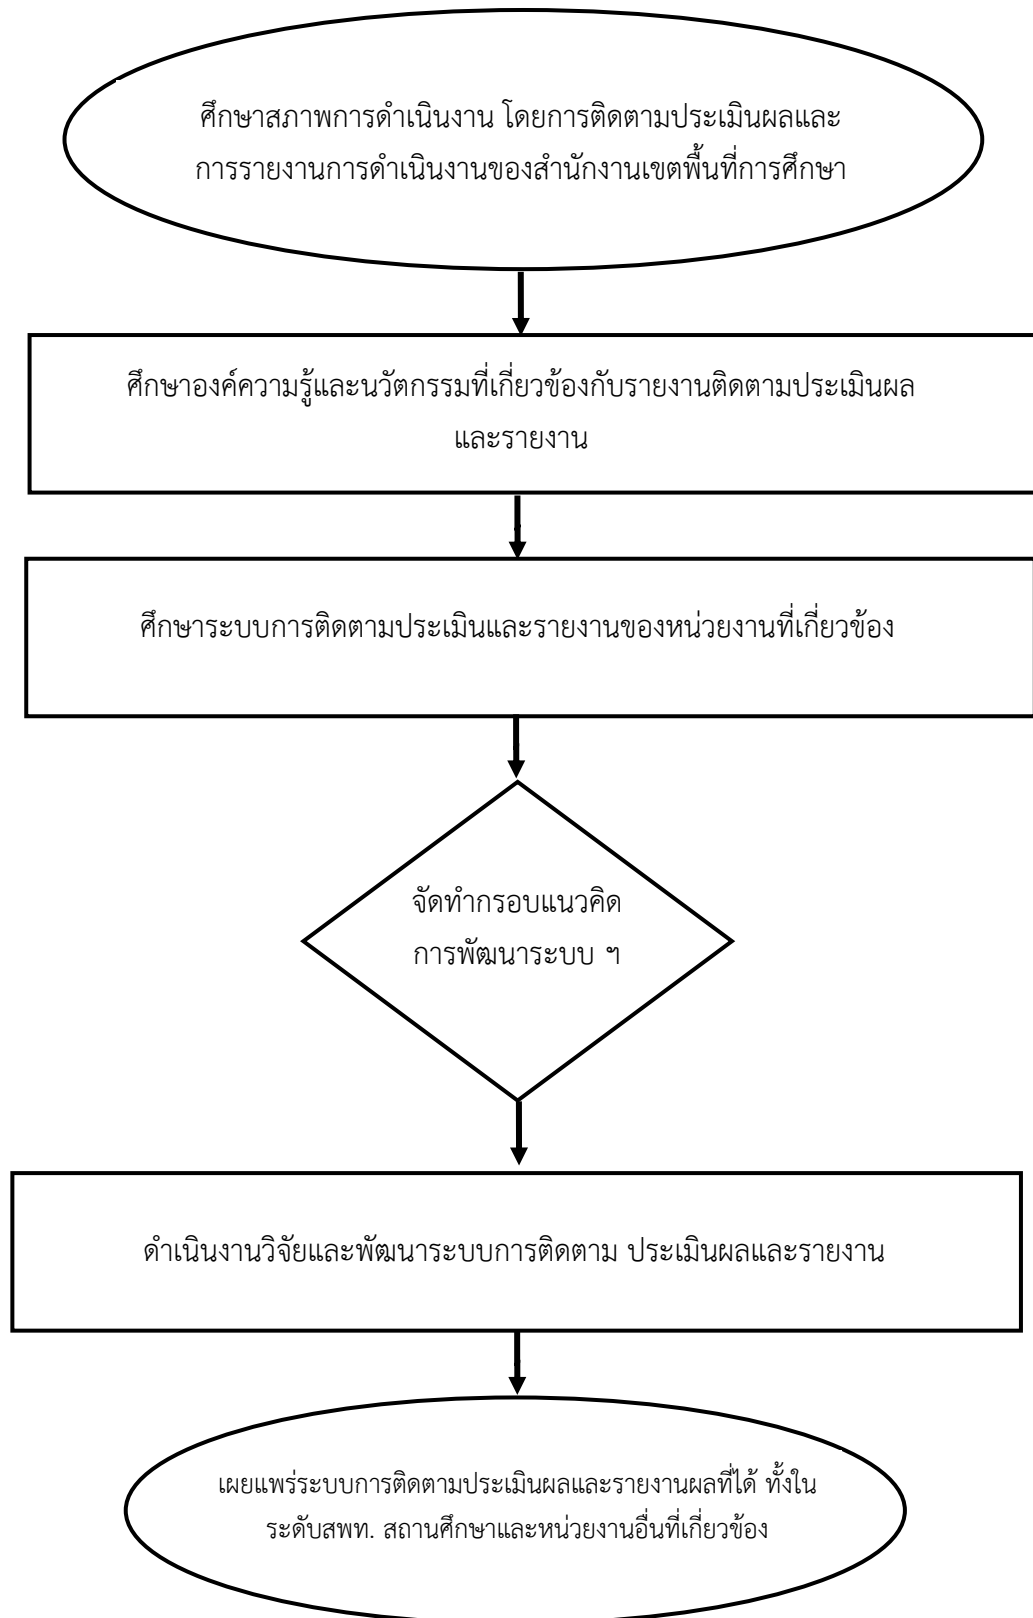 ศึกษาสภาพการดำเนินงาน โดยการติดตามประเมินผลและ
การรายงานการดำเนินงานของสำนักงานเขตพื้นที่การศึกษา
ศึกษาองค์ความรู้และนวัตกรรมที่เกี่ยวข้องกับรายงานติดตามประเมินผล
และรายงาน
ศึกษาระบบการติดตามประเมินและรายงานของหน่วยงานที่เกี่ยวข้อง
จัดทำกรอบแนวคิด
การพัฒนาระบบ ฯ
ดำเนินงานวิจัยและพัฒนาระบบการติดตาม ประเมินผลและรายงาน
เผยแพร่ระบบการติดตามประเมินผลและรายงานผลที่ได้ ทั้งใน
ระดับสพท. สถานศึกษาและหน่วยงานอื่นที่เกี่ยวข้อง